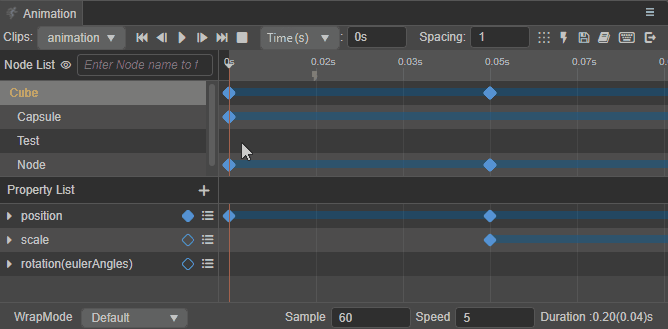 Animation
Clips: animation Time(s) : 0s Spacing: 1
Node List Enter Node name to f 0s 0.02s 0.03s 0.05s 0.07s
Cube
Capsule
Test
Node
Property List +
position
scale
rotation(eulerAngles)
WrapMode Default Sample 60 Speed 5 Duration :0.20(0.04)s